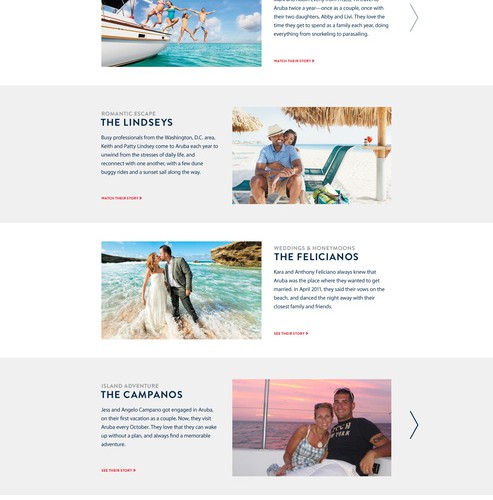 Aruba twice a year—once as a couple, once with
their two daughters, Abby and Livi. They love the
time they get to spend as a family each year, doing
everything from snorkeling to parasailing.
WATCH THEIR STORY
ROMANTIC ESCAPE
THE LINDSEYS
Busy professionals from the Washington, D.C. area,
Keith and Patty Lindsey come to Aruba each year to
unwind from the stresses of daily life, and
reconnect with one another, with a few dune
buggy rides and a sunset sail along the way.
WATCH THEIR STORY
WEDDINGS & HONEYMOONS
THE FELICIANOS
Kara and Anthony Feliciano always knew that
Aruba was the place where they wanted to get
married. In April 2011, they said their vows on the
beach, and danced the night away with their
closest family and friends.
SEE THEIR STORY
ISLAND ADVENTURE
THE CAMPANOS
Jess and Angelo Campano got engaged in Aruba,
on their first vacation as a couple. Now, they visit
Aruba every October. They love that they can wake
up without a plan, and always find a memorable
adventure.
SEE THEIR STORY